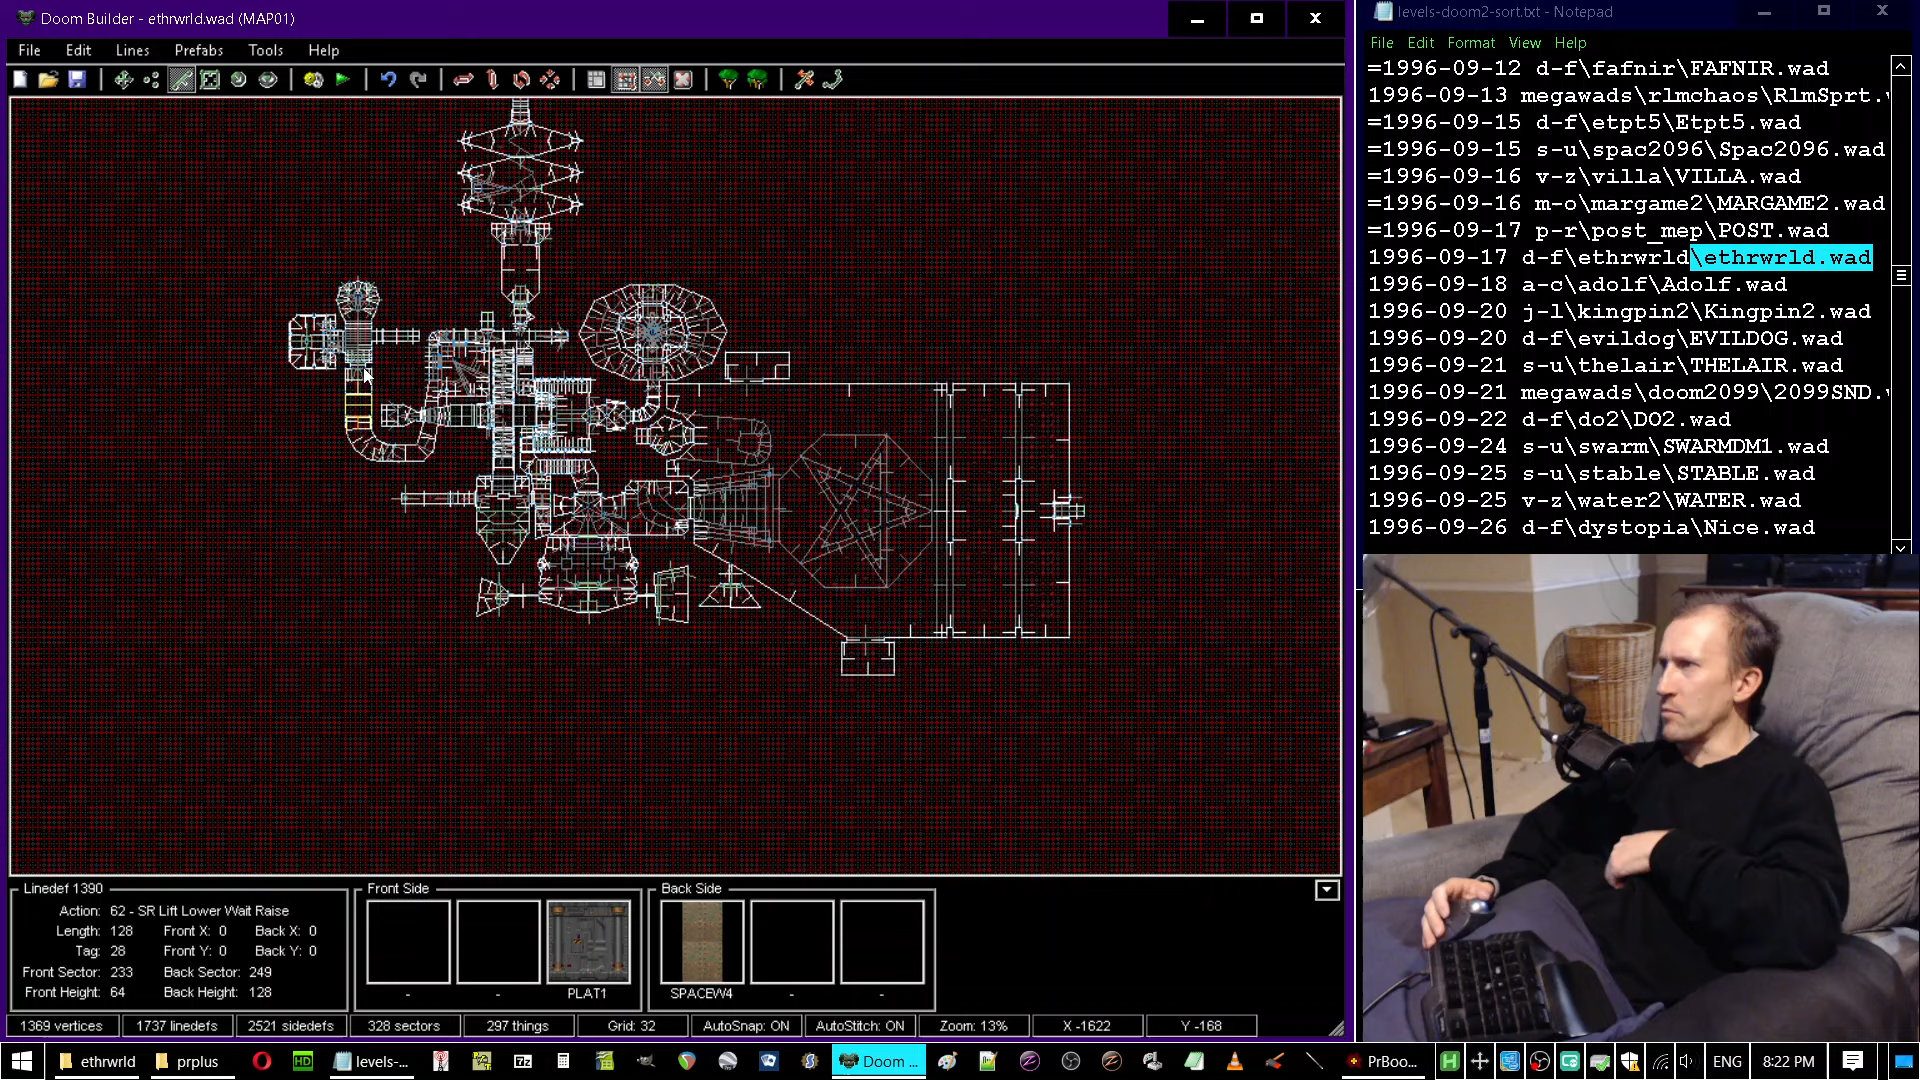 Doom Builder - ethrwrld.wad (MAP01)
File Edit Lines Prefabs Tools Help
Linedef 1390
Action: 62 - SR Lift Lower Wait Raise
Length: 128 Front X: 0 Back X: 0
Tag: 28 Front Y: 0 Back Y: 0
Front Sector: 233 Back Sector: 249
Front Height: 64 Back Height: 128
Front Side
- - PLAT1
Back Side
SPACEW4 - -
1369 vertices 1737 linedefs 2521 sidedefs 328 sectors 297 things Grid: 32 AutoSnap: ON AutoStitch: ON Zoom: 13% X -1622 Y -168
levels-doom2-sort.txt - Notepad
File Edit Format View Help
=1996-09-12 d-f\fafnir\FAFNIR.wad
1996-09-13 megawads\rlmchaos\RlmSprt.
=1996-09-15 d-f\etpt5\Etpt5.wad
=1996-09-15 s-u\spac2096\Spac2096.wad
=1996-09-16 v-z\villa\VILLA.wad
=1996-09-16 m-o\margame2\MARGAME2.wad
=1996-09-17 p-r\post_mep\POST.wad
1996-09-17 d-f\ethrwrld\ethrwrld.wad
1996-09-18 a-c\adolf\Adolf.wad
1996-09-20 j-l\kingpin2\Kingpin2.wad
1996-09-20 d-f\evildog\EVILDOG.wad
1996-09-21 s-u\thelair\THELAIR.wad
1996-09-21 megawads\doom2099\2099SND.
1996-09-22 d-f\do2\DO2.wad
1996-09-24 s-u\swarm\SWARMDM1.wad
1996-09-25 s-u\stable\STABLE.wad
1996-09-25 v-z\water2\WATER.wad
1996-09-26 d-f\dystopia\Nice.wad
ethrwrld prplus HD levels-... 7z Doom ... PrBoo... H ENG 8:22 PM